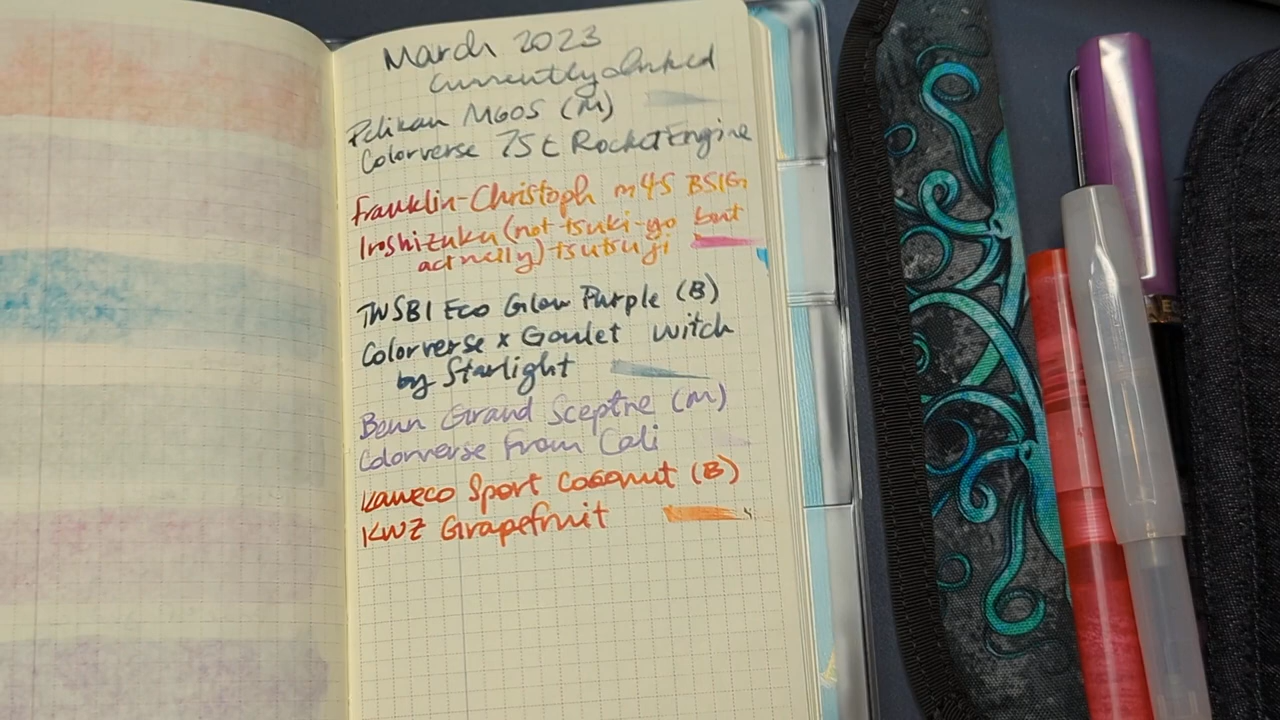 March 2023
Currently Inked
Pelikan M605 (M)
Colorverse 75t Rocket Engine
Franklin-Christoph m45 BSIG
Iroshizuku (not tsuki-yo but
actually) tsutsuji
TWSBI Eco Glow Purple (B)
Colorverse x Goulet Witch
by Starlight
Benu Grand Sceptre (M)
Colorverse From Cali
Kaweco Sport Coconut (B)
KWZ Grapefruit